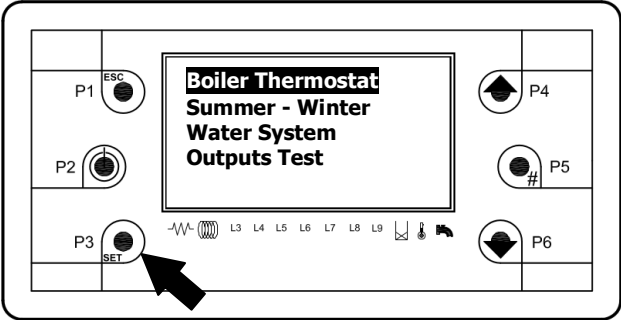 ESC
P1
Boiler Thermostat
Summer - Winter
Water System
Outputs Test
P4
P2
P5
#
P3
SET
L3 L4 L5 L6 L7 L8 L9
P6